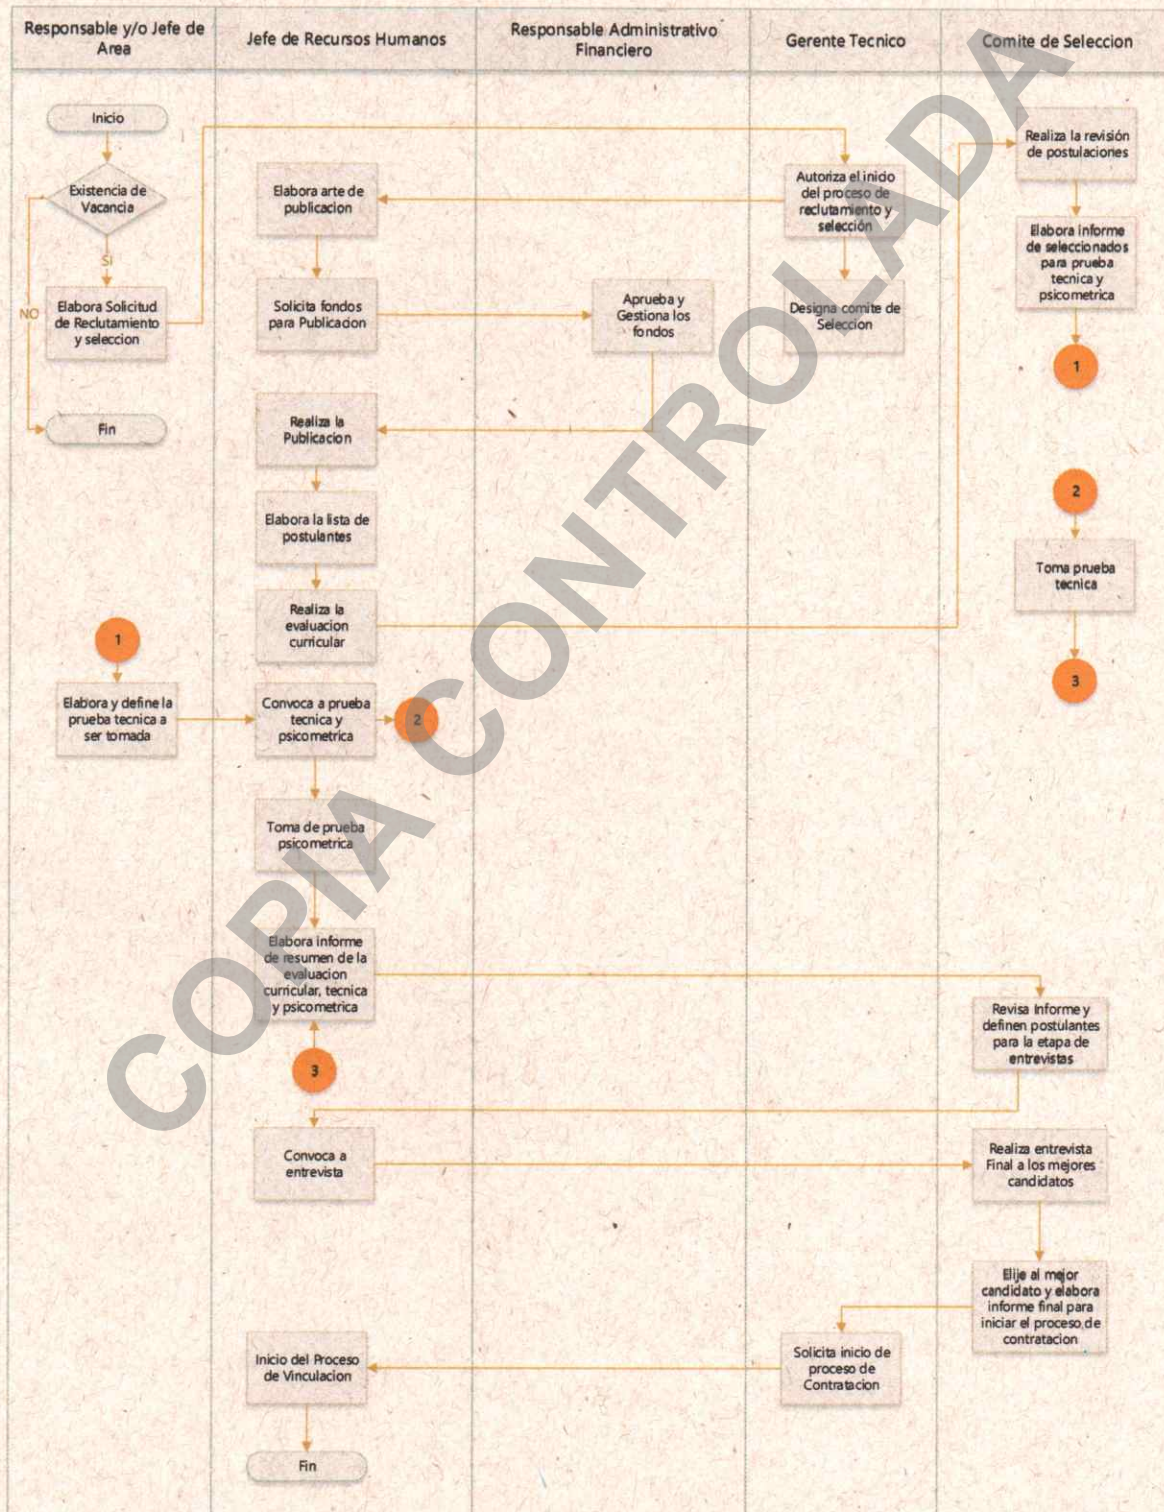 Responsable y/o Jefe de
Area
Jefe de Recursos Humanos
Responsable Administrativo
Financiero
Gerente Tecnico
Comite de Seleccion
Inicio
Existencia de
Vacancia
SI
NO
Elabora Solicitud
de Reclutamiento
y seleccion
Fin
Elabora arte de
publicacion
Solicita fondos
para Publicacion
Aprueba y
Gestiona los
fondos
Autoriza el inicio
del proceso de
reclutamiento y
selección
Designa comite de
Seleccion
Realiza la revisión
de postulaciones
Elabora informe
de seleccionados
para prueba
tecnica y
psicometrica
1
Realiza la
Publicacion
Elabora la lista de
postulantes
Realiza la
evaluacion
curricular
2
Toma prueba
tecnica
3
1
Elabora y define la
prueba tecnica a
ser tomada
Convoca a prueba
tecnica y
psicometrica
2
Toma de prueba
psicometrica
Elabora informe
de resumen de la
evaluacion
curricular, tecnica
y psicometrica
3
Revisa Informe y
definen postulantes
para la etapa de
entrevistas
Convoca a
entrevista
Realiza entrevista
Final a los mejores
candidatos
Elije al mejor
candidato y elabora
informe final para
iniciar el proceso de
contratacion
Solicita inicio de
proceso de
Contratacion
Inicio del Proceso
de Vinculacion
Fin
COPIA CONTROLADA